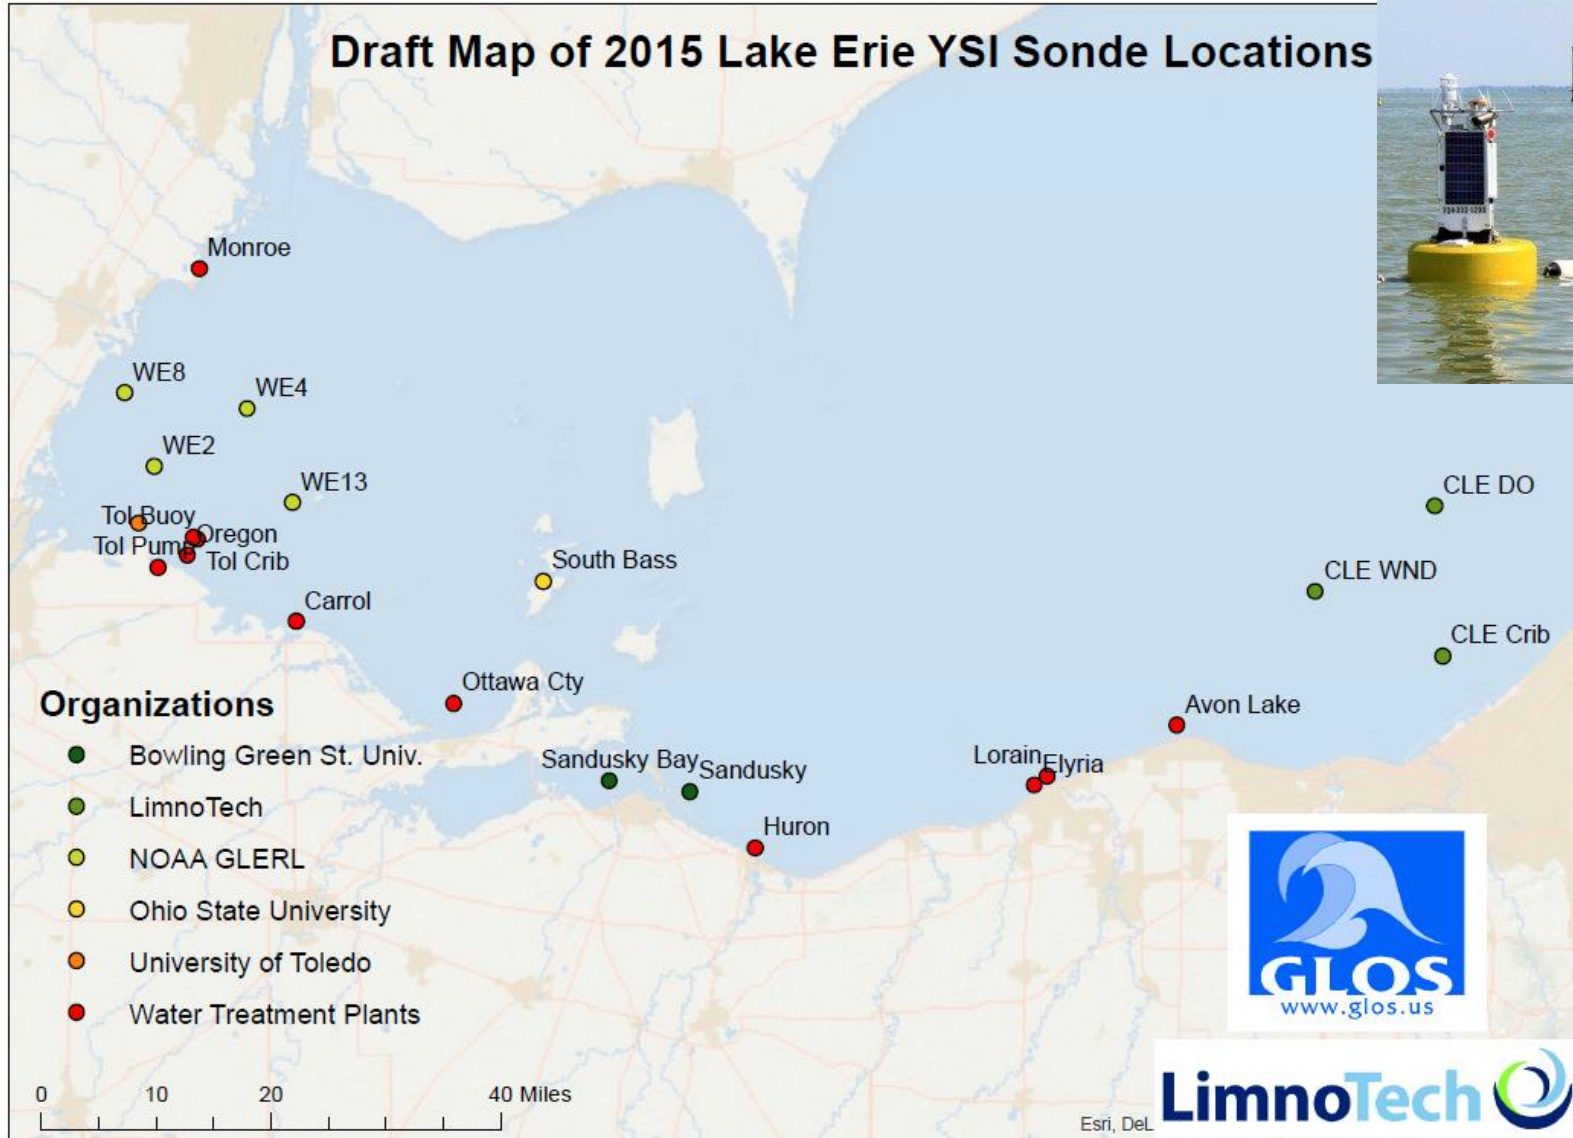 Draft Map of 2015 Lake Erie YSI Sonde Locations
Monroe
WE8
WE4
WE2
WE13
Tol Buoy
Oregon
Tol Pump
Tol Crib
Carrol
South Bass
CLE DO
CLE WND
CLE Crib
Ottawa Cty
Avon Lake
Sandusky Bay
Sandusky
Lorain
Elyria
Huron
Organizations
Bowling Green St. Univ.
LimnoTech
NOAA GLERL
Ohio State University
University of Toledo
Water Treatment Plants
0 10 20 40 Miles
GLOS
www.glos.us
Esri, DeL
LimnoTech